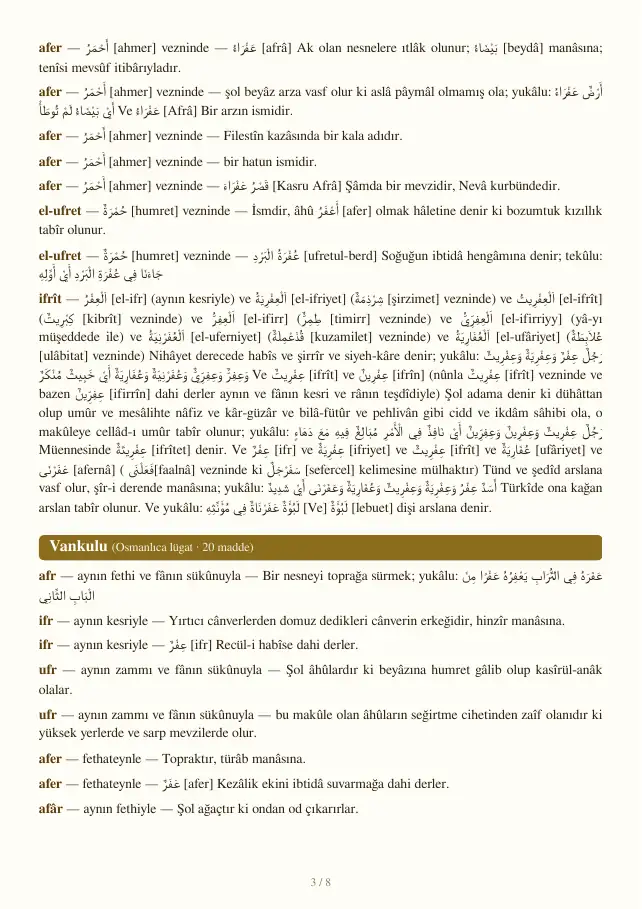 afer — أَحْمَرُ [ahmer] vezninde — عَفْرَاءُ [afrâ] Ak olan nesnelere ıtlâk olunur; بَيْضَاءُ [beydâ] manâsına;
tenîsi mevsûf itibârıyladır.
afer — أَحْمَرُ [ahmer] vezninde — şol beyâz arza vasf olur ki aslâ pâymâl olmamış ola; yukâlu: أَرْضٌ عَفْرَاءُ
أَيْ بَيْضَاءُ لَمْ تُوطَأْ Ve عَفْرَاءُ [Afrâ] Bir arzın ismidir.
afer — أَحْمَرُ [ahmer] vezninde — Filestîn kazâsında bir kala adıdır.
afer — أَحْمَرُ [ahmer] vezninde — bir hatun ismidir.
afer — أَحْمَرُ [ahmer] vezninde — قَصْرُ عَفْرَاءَ [Kasru Afrâ] Şâmda bir mevzidir, Nevâ kurbündedir.
el-ufret — حُمْرَةٌ [humret] vezninde — İsmdir, âhû أَعْفَرُ [afer] olmak hâletine denir ki bozumtuk kızıllık
tabîr olunur.
el-ufret — حُمْرَةٌ [humret] vezninde — عُفْرَةُ الْبَرْدِ [ufretul-berd] Soğuğun ibtidâ hengâmına denir; tekûlu:
جَاءَنَا فِي عُفْرَةِ الْبَرْدِ أَيْ أَوَّلِهِ
ifrît — اَلْعِفْرُ [el-ifr] (aynın kesriyle) ve اَلْعِفْرِيَةُ [el-ifriyet] (شِرْذِمَةٌ [şirzimet] vezninde) ve اَلْعِفْرِيتُ [el-ifrît]
(كِبْرِيتٌ [kibrît] vezninde) ve اَلْعِفِرُّ [el-ifirr] (طِمِرٌّ [timirr] vezninde) ve اَلْعِفِرِيُّ [el-ifirriyy] (yâ-yı
müşeddede ile) ve اَلْعُفَرْنِيَةُ [el-uferniyet] (قُذَعْمِلَةٌ [kuzamilet] vezninde) ve اَلْعُفَارِيَةُ [el-ufâriyet] (عُلَابِطَةٌ
[ulâbitat] vezninde) Nihâyet derecede habîs ve şirrîr ve siyeh-kâre denir; yukâlu: رَجُلٌ عِفْرٌ وَعِفْرِيَةٌ وَعِفْرِيتٌ
وَعِفِرٌّ وَعِفِرِيٌّ وَعُفَرْنِيَةٌ وَعُفَارِيَةٌ أَيْ خَبِيثٌ مُنْكَرٌ Ve عِفْرِيتٌ [ifrît] ve عِفْرِينٌ [ifrîn] (nûnla عِفْرِيتٌ [ifrît] vezninde ve
bazen عِفِرِّينٌ [ifirrîn] dahi derler aynın ve fânın kesri ve rânın teşdîdiyle) Şol adama denir ki dühâttan
olup umûr ve mesâlihte nâfiz ve kâr-güzâr ve bilâ-fütûr ve pehlivân gibi cidd ve ikdâm sâhibi ola, o
makûleye cellâd-ı umûr tabîr olunur; yukâlu: رَجُلٌ عِفْرِيتٌ وَعِفْرِينٌ وَعِفِرِّينٌ أَيْ نَافِذٌ فِي الْأَمْرِ مُبَالِغٌ فِيهِ مَعَ دَهَاءٍ
Müennesinde عِفْرِيتَةٌ [ifrîtet] denir. Ve عِفْرٌ [ifr] ve عِفْرِيَةٌ [ifriyet] ve عِفْرِيتٌ [ifrît] ve عُفَارِيَةٌ [ufâriyet] ve
عَفَرْنَى [afernâ] ( فَعَلْنَى[faalnâ] vezninde ki سَفَرْجَلٌ [sefercel] kelimesine mülhaktır) Tünd ve şedîd arslana
vasf olur, şîr-i derende manâsına; yukâlu: أَسَدٌ عِفْرٌ وَعِفْرِيَةٌ وَعِفْرِيتٌ وَعُفَارِيَةٌ وَعَفَرْنَى أَيْ شَدِيدٌ Türkîde ona kağan
arslan tabîr olunur. Ve yukâlu: لَبُؤَةٌ عَفَرْنَاةٌ فِي مُؤَنَّثِهِ [Ve] لَبُؤَةٌ [lebuet] dişi arslana denir.
Vankulu (Osmanlıca lügat · 20 madde)
afr — aynın fethi ve fânın sükûnuyla — Bir nesneyi toprağa sürmek; yukâlu: عَفَرَهُ فِي التُّرَابِ يَعْفِرُهُ عَفْرًا مِنَ
الْبَابِ الثَّانِي
ifr — aynın kesriyle — Yırtıcı cânverlerden domuz dedikleri cânverin erkeğidir, hinzîr manâsına.
ifr — aynın kesriyle — عِفْرٌ [ifr] Recül-i habîse dahi derler.
ufr — aynın zammı ve fânın sükûnuyla — Şol âhûlardır ki beyâzına humret gâlib olup kasîrül-anâk
olalar.
ufr — aynın zammı ve fânın sükûnuyla — bu makûle olan âhûların seğirtme cihetinden zaîf olanıdır ki
yüksek yerlerde ve sarp mevzilerde olur.
afer — fethateynle — Topraktır, türâb manâsına.
afer — fethateynle — عَفَرٌ [afer] Kezâlik ekini ibtidâ suvarmağa dahi derler.
afâr — aynın fethiyle — Şol ağaçtır ki ondan od çıkarırlar.
3 / 8